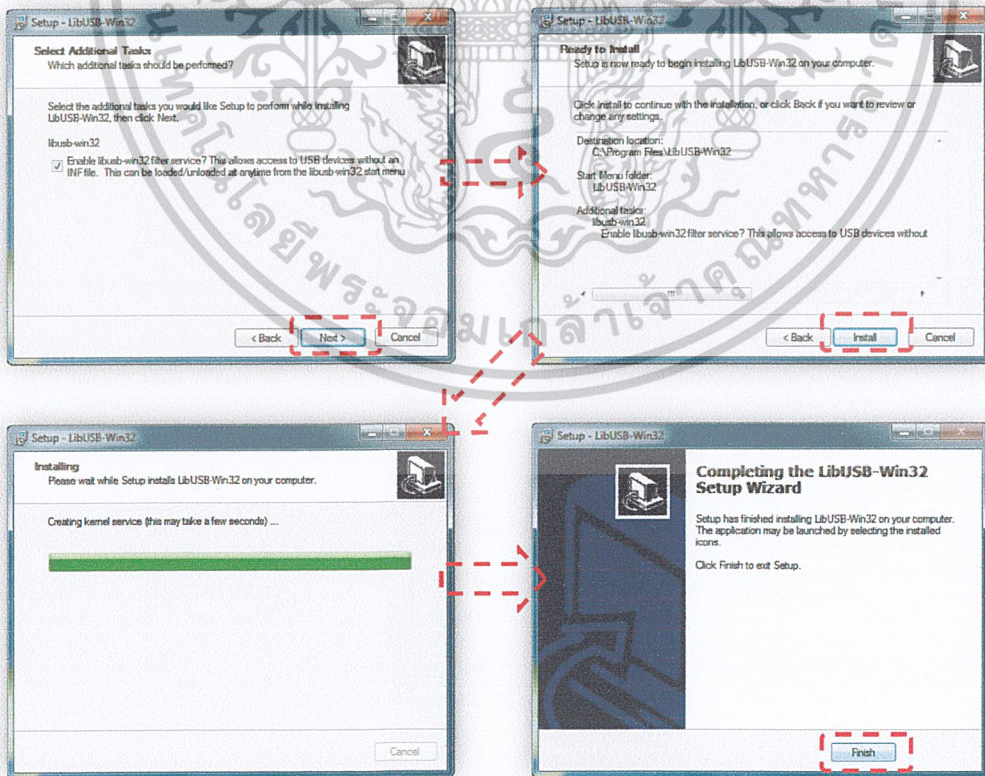 Setup - LibUSB-Win32
Select Additional Tasks
Which additional tasks should be performed?
Select the additional tasks you would like Setup to perform while installing
LibUSB-Win32, then click Next.
libusb-win32
Enable libusb-win32 filter service? This allows access to USB devices without an
INF file. This can be loaded/unloaded at anytime from the libusb-win32 start menu
< Back
Next >
Cancel
Setup - LibUSB-Win32
Ready to Install
Setup is now ready to begin installing LibUSB-Win32 on your computer.
Click Install to continue with the installation, or click Back if you want to review or
change any settings.
Destination location:
C:\Program Files\LibUSB-Win32
Start Menu folder:
LibUSB-Win32
Additional tasks:
libusb-win32
Enable libusb-win32 filter service? This allows access to USB devices without
< Back
Install
Cancel
Setup - LibUSB-Win32
Installing
Please wait while Setup installs LibUSB-Win32 on your computer.
Creating kernel service (this may take a few seconds) ...
Cancel
Setup - LibUSB-Win32
Completing the LibUSB-Win32
Setup Wizard
Setup has finished installing LibUSB-Win32 on your computer.
The application may be launched by selecting the installed
icons.
Click Finish to exit Setup.
Finish